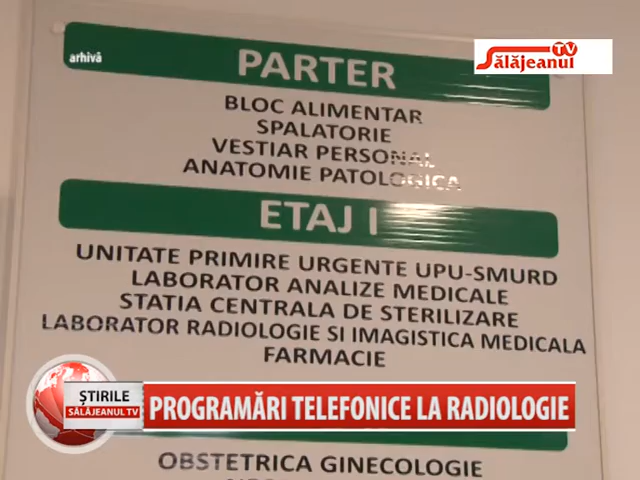 arhivă
Sălăjeanul TV
PARTER
BLOC ALIMENTAR
SPALATORIE
VESTIAR PERSONAL
ANATOMIE PATOLOGICA
ETAJ I
UNITATE PRIMIRE URGENTE UPU-SMURD
LABORATOR ANALIZE MEDICALE
STATIA CENTRALA DE STERILIZARE
LABORATOR RADIOLOGIE SI IMAGISTICA MEDICALA
FARMACIE
ȘTIRILE
SĂLĂJEANUL TV
PROGRAMĂRI TELEFONICE LA RADIOLOGIE
OBSTETRICA GINECOLOGIE